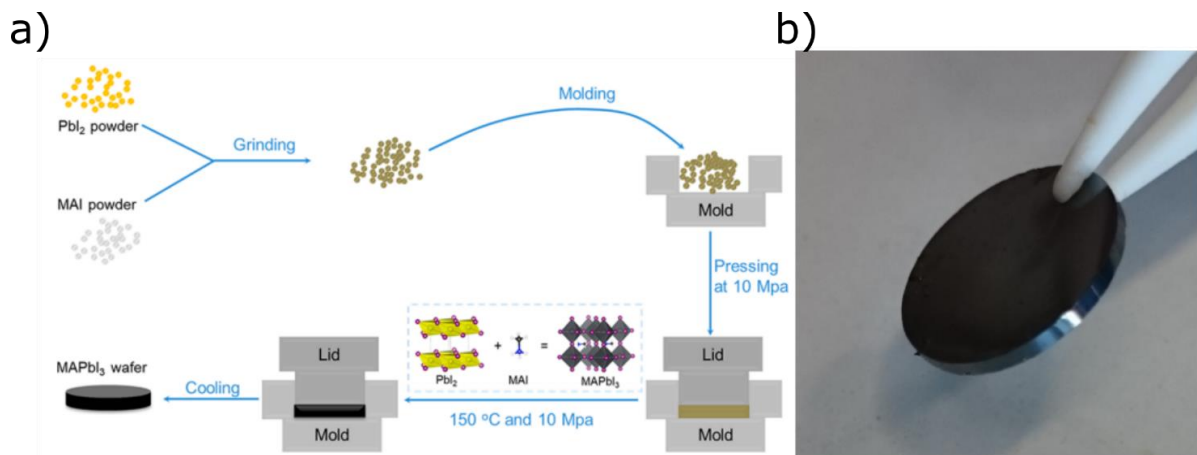 a)
b)
PbI₂ powder
Grinding
Molding
MAI powder
Mold
Pressing
at 10 Mpa
Lid
PbI₂
+
MAI
=
MAPbI₃
Lid
MAPbI₃ wafer
Cooling
Mold
150 °C and 10 Mpa
Mold